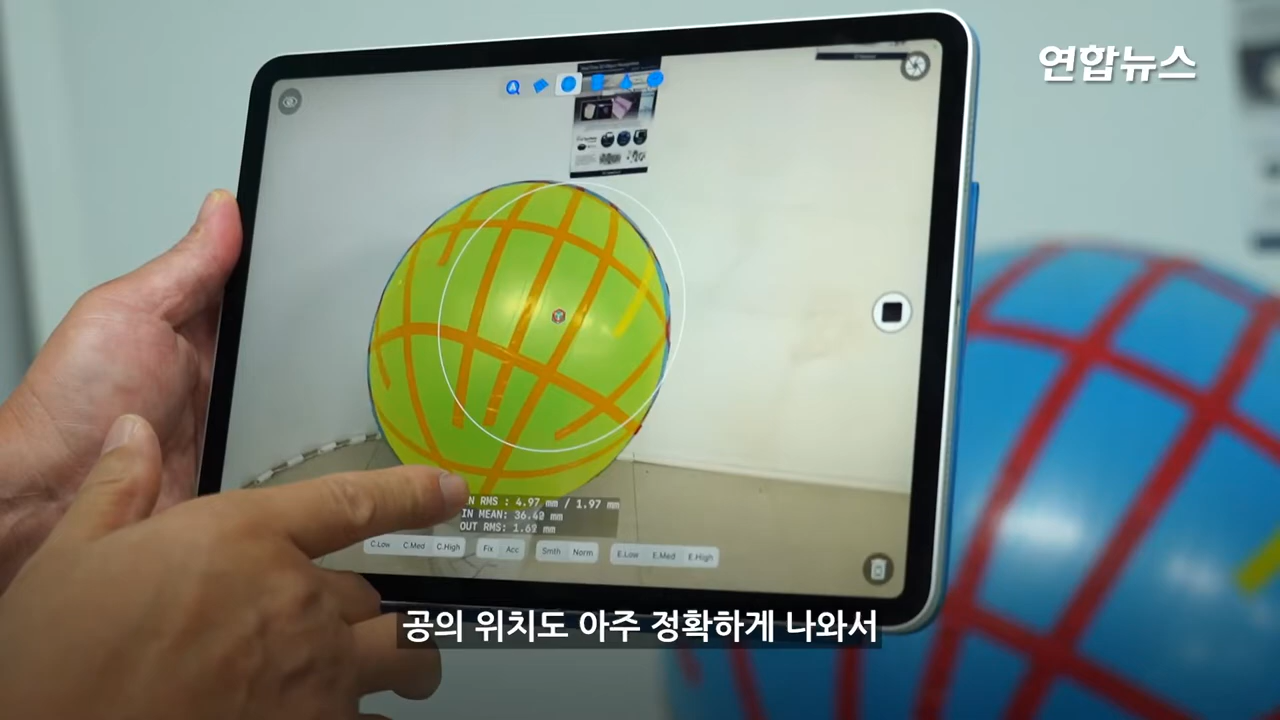 연합뉴스
IN RMS : 4.97 mm / 1.97 mm
IN MEAN: 36.42 mm
OUT RMS: 1.62 mm
C.Low C.Med C.High Fix Acc Smth Norm E.Low E.Med E.High
공의 위치도 아주 정확하게 나와서